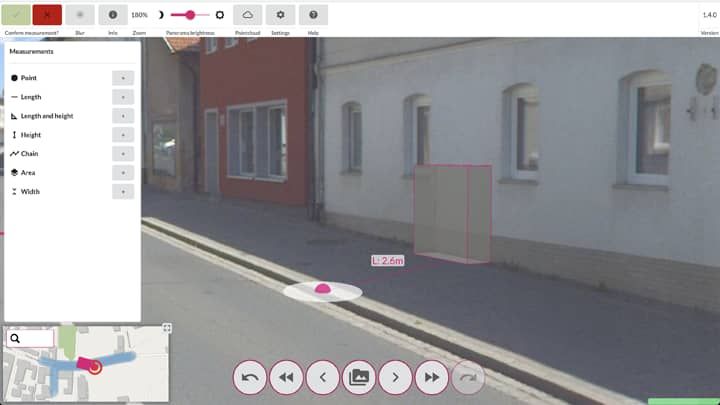 180%
1.4.0
Confirm measurement?
Blur
Info
Zoom
Panorama brightness
Pointcloud
Settings
Help
Version
Measurements
Point
+
Length
+
Length and height
+
Height
+
Chain
+
Area
+
Width
+
L: 2.6m